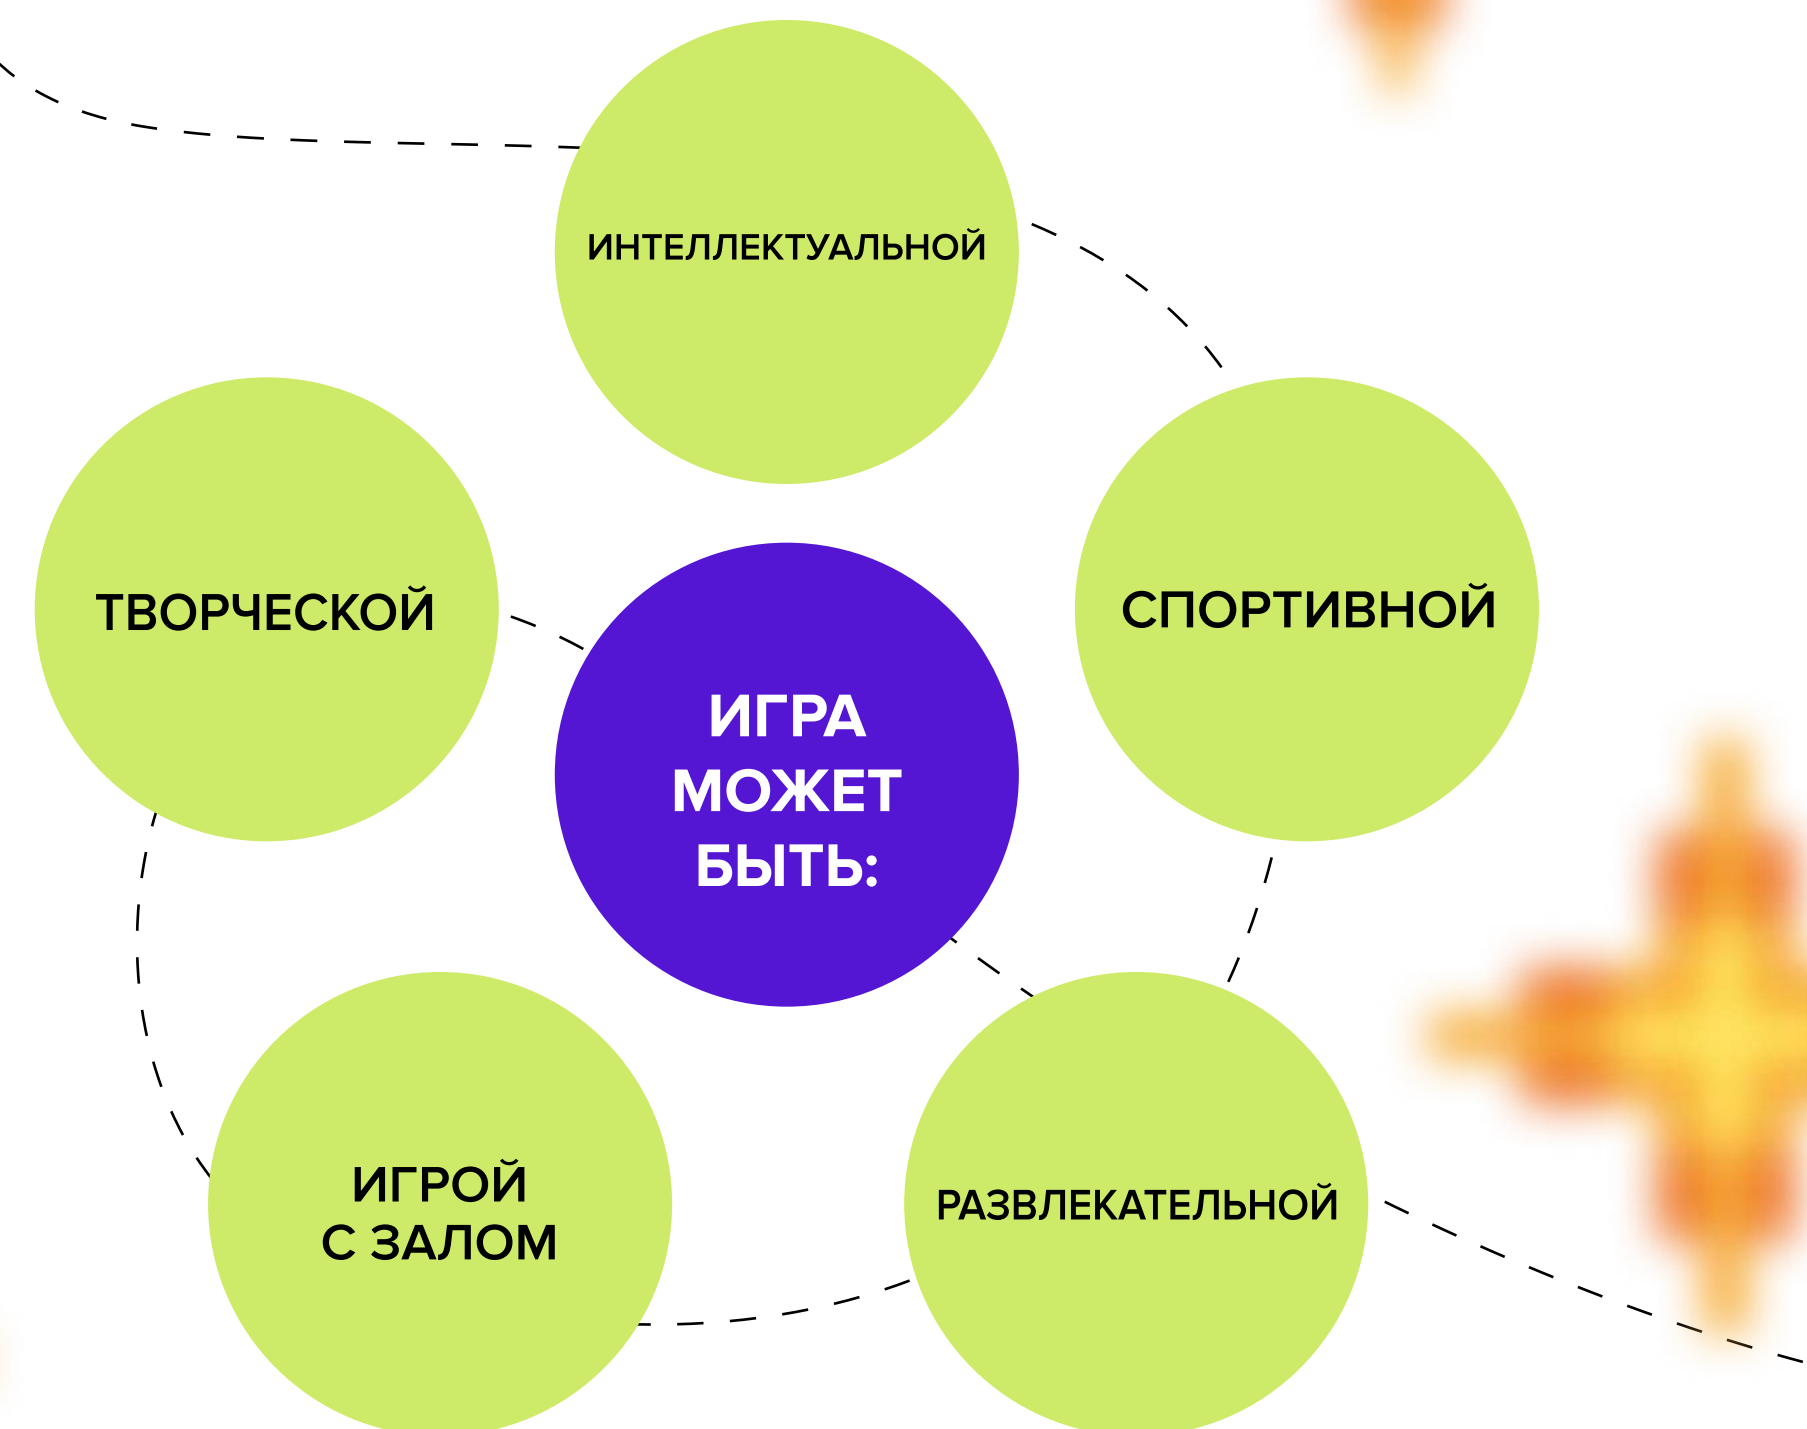 ИНТЕЛЛЕКТУАЛЬНОЙ
ТВОРЧЕСКОЙ
СПОРТИВНОЙ
ИГРА
МОЖЕТ
БЫТЬ:
ИГРОЙ
С ЗАЛОМ
РАЗВЛЕКАТЕЛЬНОЙ